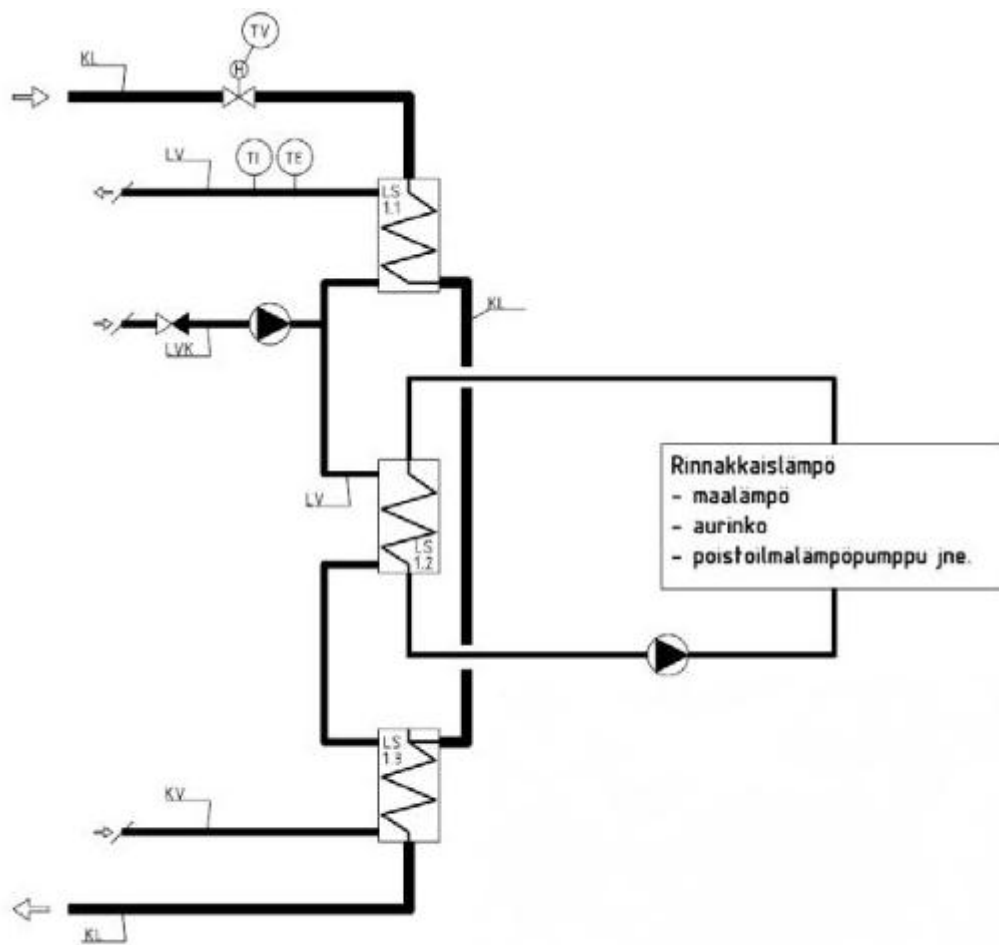 TV
H
KL
LV
TI
TE
LS
1.1
KL
LVK
Rinnakkaislämpö
- maalämpö
- aurinko
- poistoilmalämpöpumppu jne.
LV
LS
1.2
LS
1.3
KV
KL